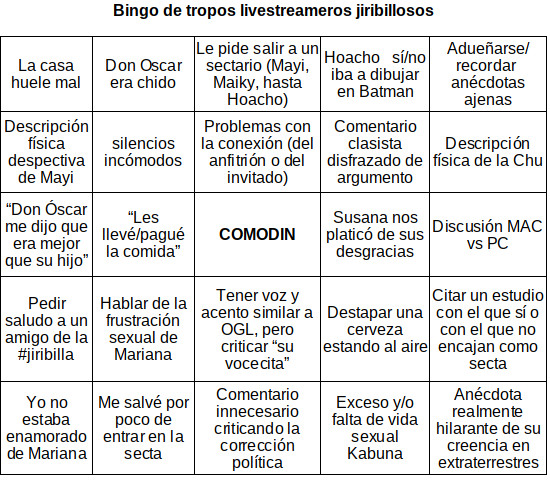 Bingo de tropos livestreameros jiribillosos
La casa
huele mal
Don Oscar
era chido
Le pide salir a un
sectario (Mayi,
Maiky, hasta
Hoacho)
Hoacho sí/no
iba a dibujar
en Batman
Adueñarse/
recordar
anécdotas
ajenas
Descripción
física
despectiva
de Mayi
silencios
incómodos
Problemas con
la conexión (del
anfitrión o del
invitado)
Comentario
clasista
disfrazado de
argumento
Descripción
física de la Chu
“Don Óscar
me dijo que
era mejor
que su hijo”
“Les
llevé/pagué
la comida”
COMODIN
Susana nos
platicó de sus
desgracias
Discusión MAC
vs PC
Pedir
saludo a un
amigo de la
#jiribilla
Hablar de la
frustración
sexual de
Mariana
Tener voz y
acento similar a
OGL, pero
criticar “su
vocecita”
Destapar una
cerveza
estando al aire
Citar un estudio
con el que sí o
con el que no
encajan como
secta
Yo no
estaba
enamorado
de Mariana
Me salvé por
poco de
entrar en la
secta
Comentario
innecesario
criticando la
corrección
política
Exceso y/o
falta de vida
sexual
Kabuna
Anécdota
realmente
hilarante de su
creencia en
extraterrestres